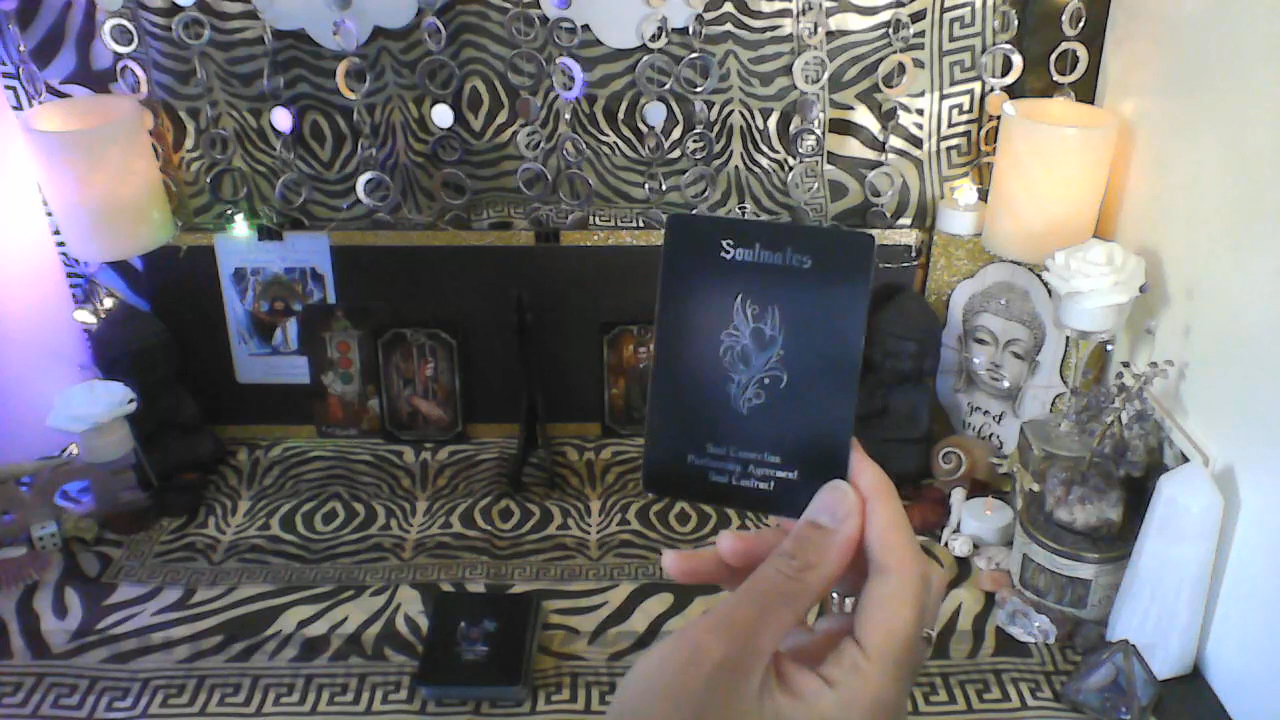 Soulmates
Soul Connection
Partnership, Agreement
Soul Contract
good
vibes